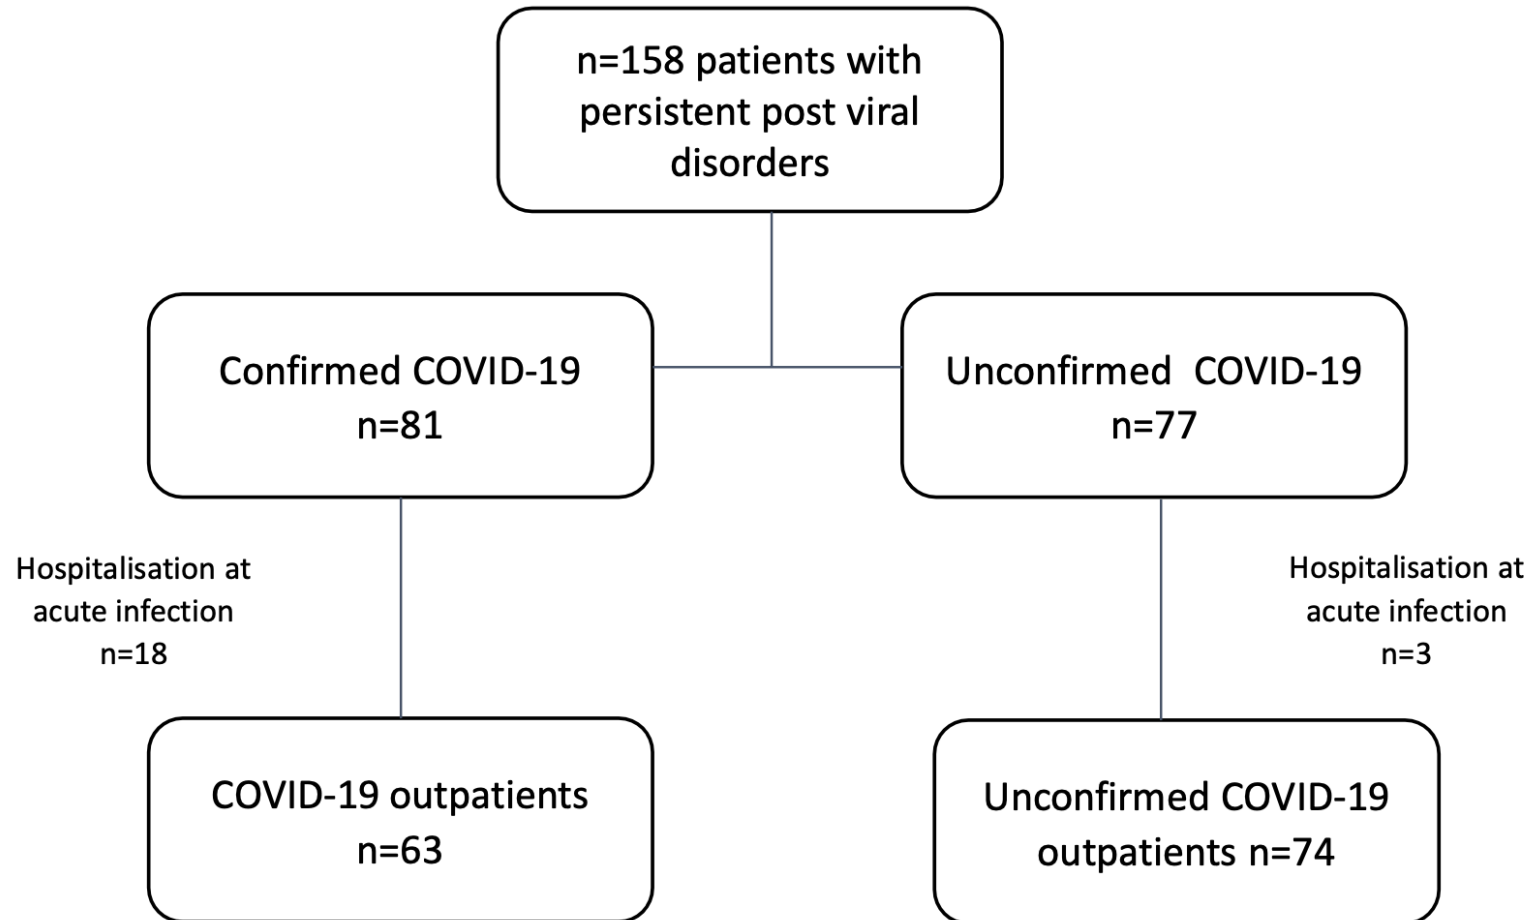 n=158 patients with
persistent post viral
disorders
Confirmed COVID-19
n=81
Unconfirmed  COVID-19
n=77
Hospitalisation at
acute infection
n=18
Hospitalisation at
acute infection
n=3
COVID-19 outpatients
n=63
Unconfirmed COVID-19
outpatients n=74